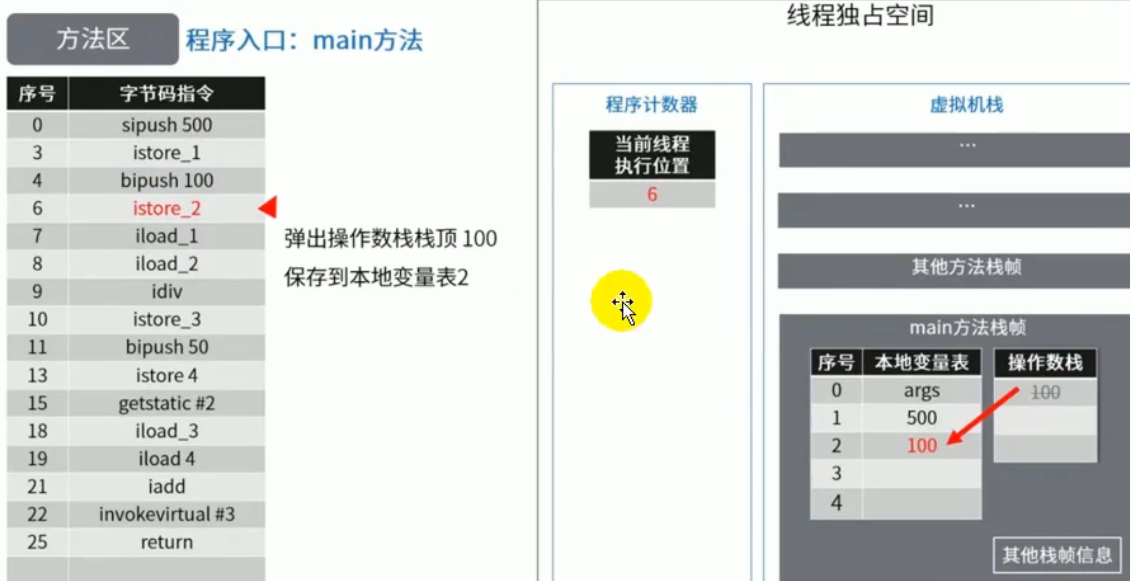 方法区 程序入口：main方法
序号 字节码指令
0 sipush 500
3 istore_1
4 bipush 100
6 istore_2
7 iload_1
8 iload_2
9 idiv
10 istore_3
11 bipush 50
13 istore 4
15 getstatic #2
18 iload_3
19 iload 4
21 iadd
22 invokevirtual #3
25 return
弹出操作数栈栈顶 100
保存到本地变量表2
线程独占空间
程序计数器
当前线程
执行位置
6
虚拟机栈
...
...
其他方法栈帧
main方法栈帧
序号 本地变量表 操作数栈
0 args 100
1 500
2 100
3
4
其他栈帧信息